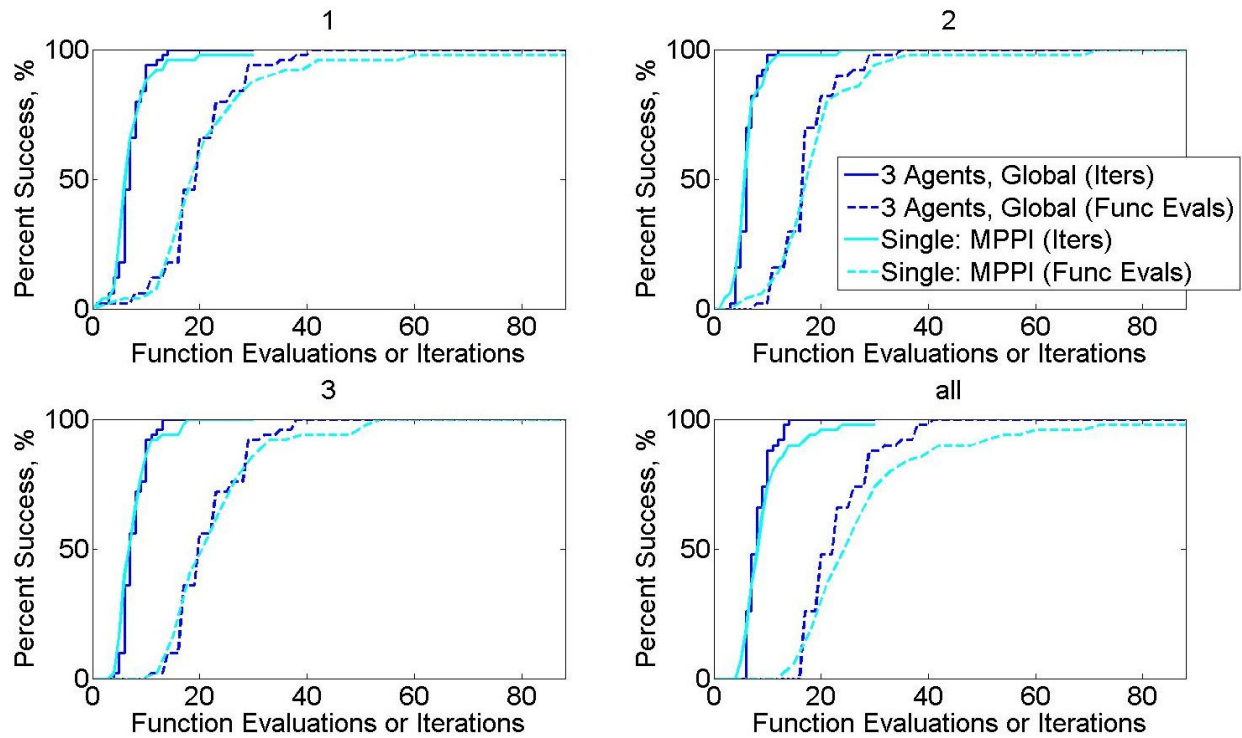 1
100
50
0
0
20
40
60
80
Percent Success, %
Function Evaluations or Iterations
2
100
50
0
0
20
40
60
80
Percent Success, %
Function Evaluations or Iterations
3 Agents, Global (Iters)
3 Agents, Global (Func Evals)
Single: MPPI (Iters)
Single: MPPI (Func Evals)
3
100
50
0
0
20
40
60
80
Percent Success, %
Function Evaluations or Iterations
all
100
50
0
0
20
40
60
80
Percent Success, %
Function Evaluations or Iterations